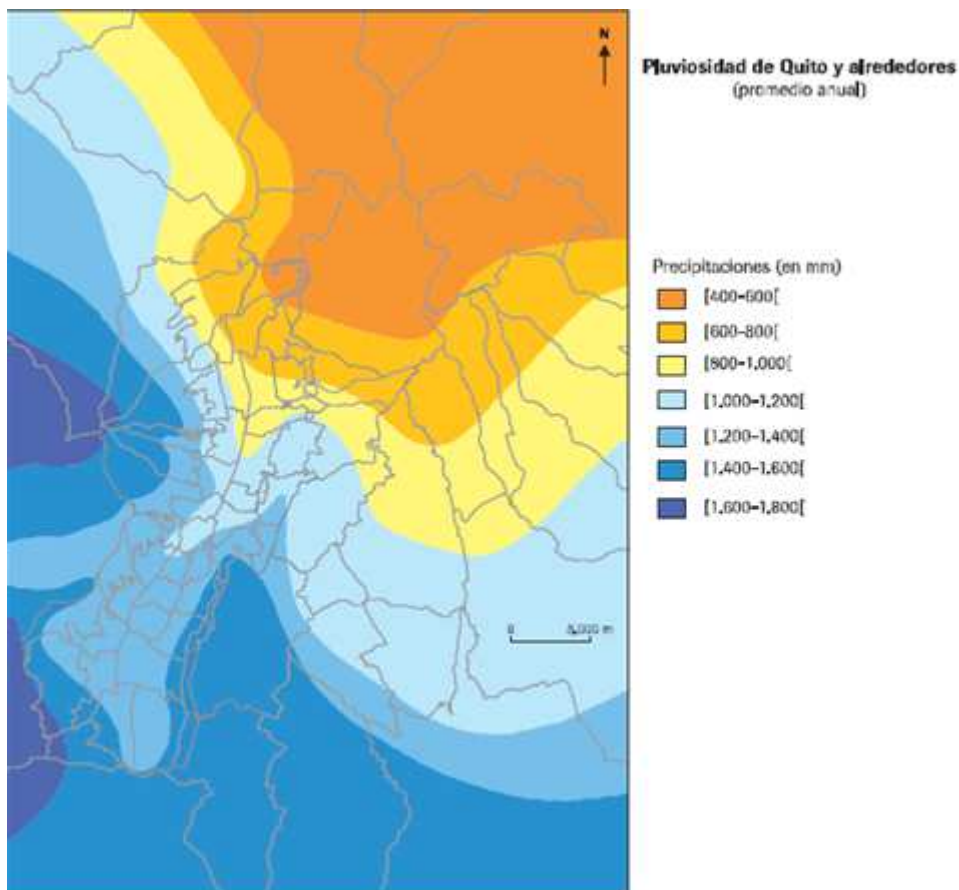 N
Pluviosidad de Quito y alrededores
(promedio anual)
Precipitaciones (en mm)
[400–600[
[600–800[
[800–1.000[
[1.000–1.200[
[1.200–1.400[
[1.400–1.600[
[1.600–1.800[
0 8,000 m